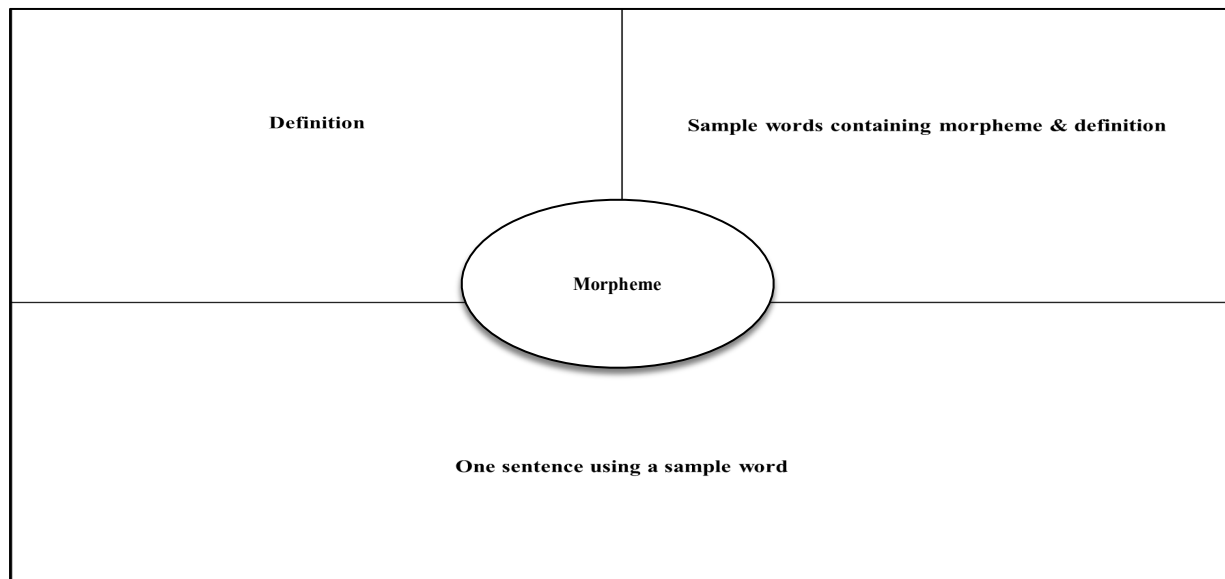 Definition
Sample words containing morpheme & definition
Morpheme
One sentence using a sample word